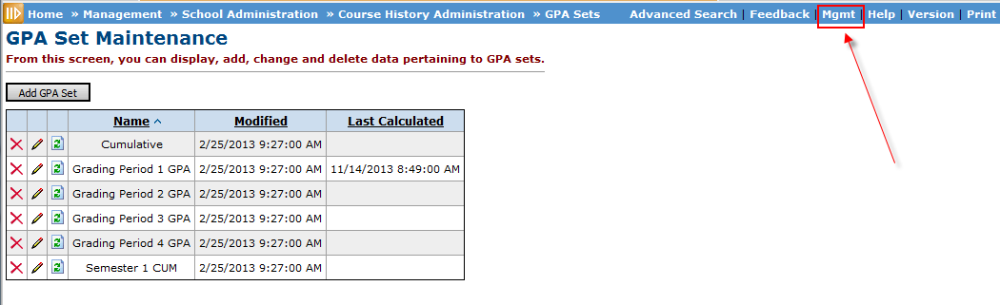 Home » Management » School Administration » Course History Administration » GPA Sets Advanced Search | Feedback | Mgmt | Help | Version | Print
GPA Set Maintenance
From this screen, you can display, add, change and delete data pertaining to GPA sets.
Add GPA Set
Name Modified Last Calculated
Cumulative 2/25/2013 9:27:00 AM
Grading Period 1 GPA 2/25/2013 9:27:00 AM 11/14/2013 8:49:00 AM
Grading Period 2 GPA 2/25/2013 9:27:00 AM
Grading Period 3 GPA 2/25/2013 9:27:00 AM
Grading Period 4 GPA 2/25/2013 9:27:00 AM
Semester 1 CUM 2/25/2013 9:27:00 AM